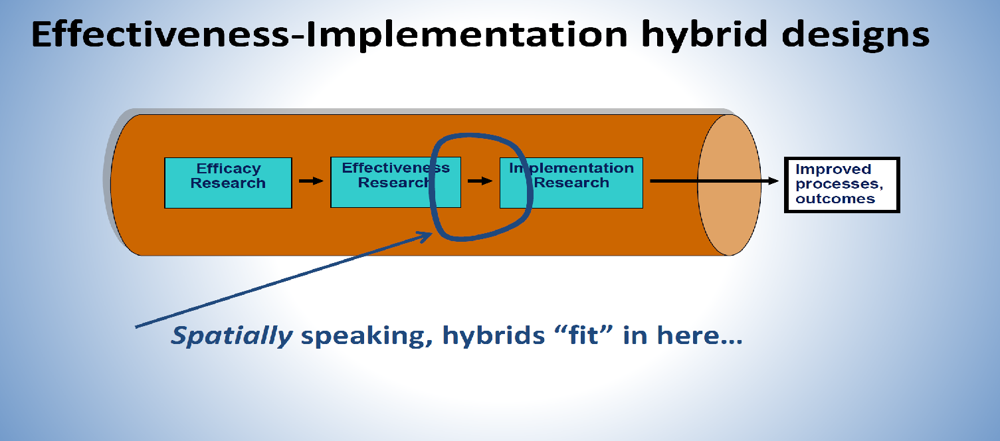 Effectiveness-Implementation hybrid designs
Efficacy
Research
Effectiveness
Research
Implementation
Research
Improved
processes,
outcomes
Spatially speaking, hybrids “fit” in here…